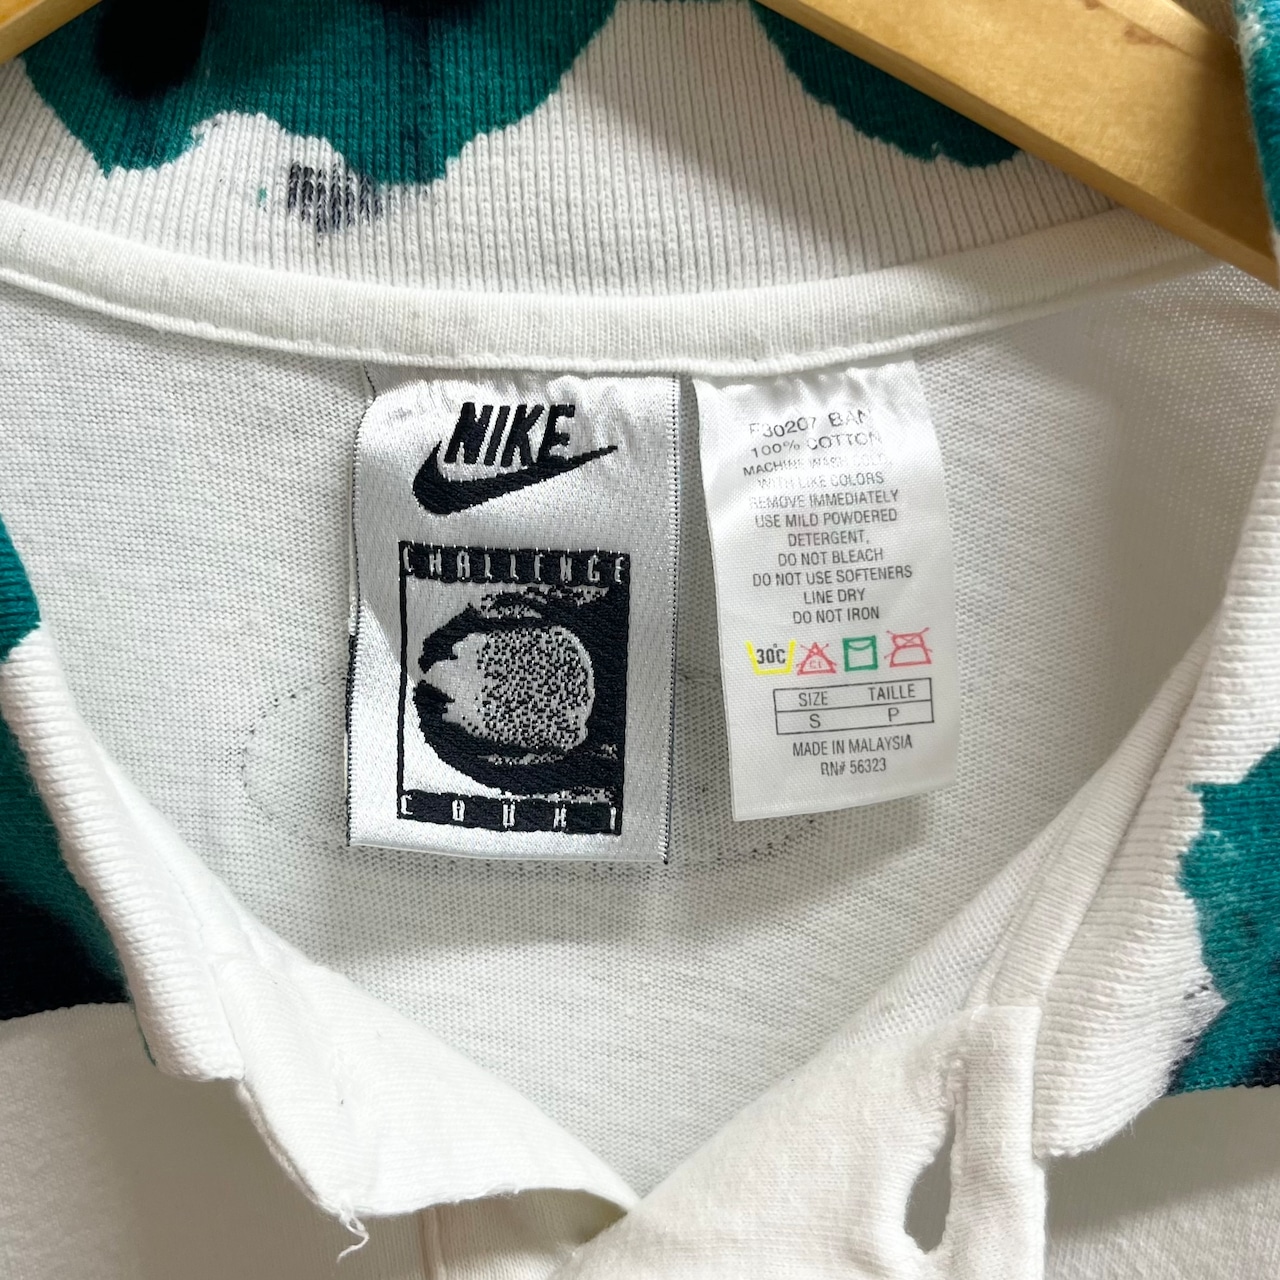 NIKE
CHALLENGE
COURT
F30207 BAN
100% COTTON
MACHINE WASH COLD,
WITH LIKE COLORS
REMOVE IMMEDIATELY
USE MILD POWDERED
DETERGENT,
DO NOT BLEACH
DO NOT USE SOFTENERS
LINE DRY
DO NOT IRON
30°C CL
SIZE TAILLE
S P
MADE IN MALAYSIA
RN# 56323